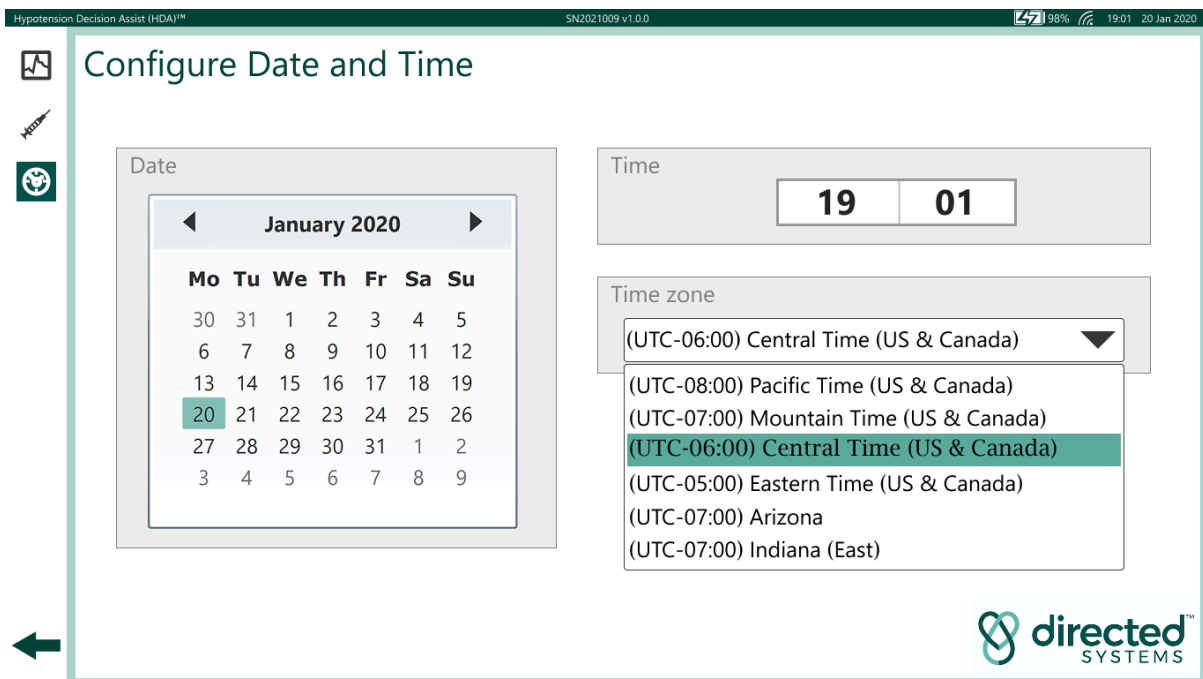 Hypotension Decision Assist (HDA)™ SN2021009 v1.0.0 98% 19:01 20 Jan 2020
Configure Date and Time
Date
January 2020
Mo Tu We Th Fr Sa Su
30 31 1 2 3 4 5
6 7 8 9 10 11 12
13 14 15 16 17 18 19
20 21 22 23 24 25 26
27 28 29 30 31 1 2
3 4 5 6 7 8 9
Time
19 01
Time zone
(UTC-06:00) Central Time (US & Canada)
(UTC-08:00) Pacific Time (US & Canada)
(UTC-07:00) Mountain Time (US & Canada)
(UTC-06:00) Central Time (US & Canada)
(UTC-05:00) Eastern Time (US & Canada)
(UTC-07:00) Arizona
(UTC-07:00) Indiana (East)
directed™
SYSTEMS